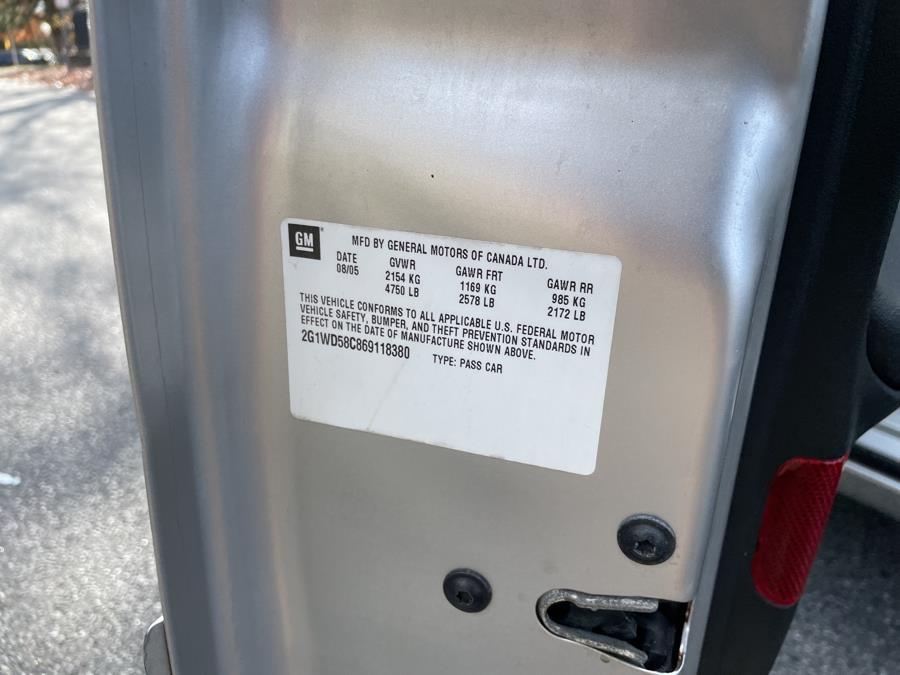 GM
MFD BY GENERAL MOTORS OF CANADA LTD.
DATE GVWR GAWR FRT GAWR RR
08/05 2154 KG 1169 KG 985 KG
4750 LB 2578 LB 2172 LB
THIS VEHICLE CONFORMS TO ALL APPLICABLE U.S. FEDERAL MOTOR
VEHICLE SAFETY, BUMPER, AND THEFT PREVENTION STANDARDS IN
EFFECT ON THE DATE OF MANUFACTURE SHOWN ABOVE.
2G1WD58C869118380 TYPE: PASS CAR